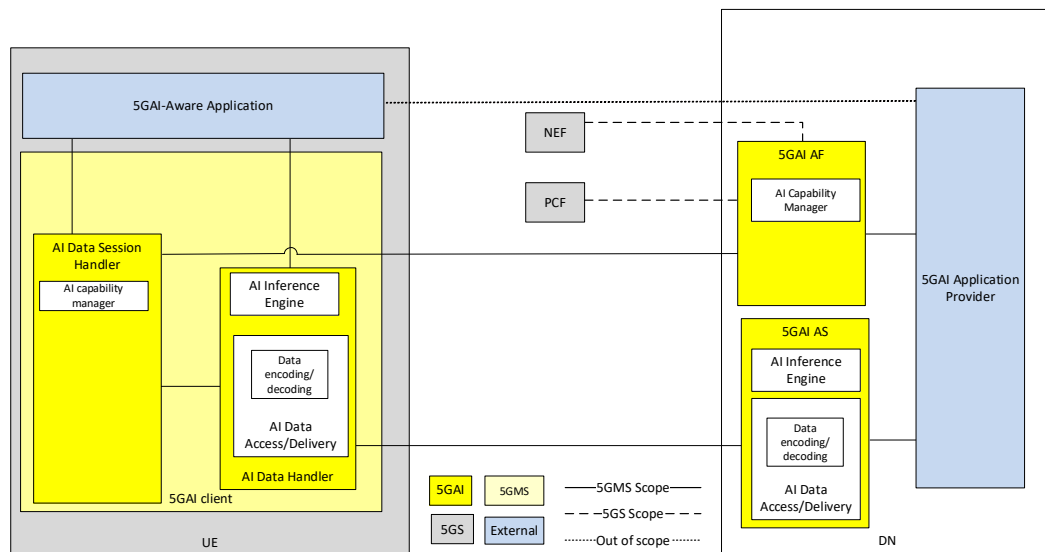 5GAI-Aware Application
NEF
PCF
5GAI AF
AI Capability
Manager
AI Data Session
Handler
AI capability
manager
AI Inference
Engine
Data
encoding/
decoding
AI Data
Access/Delivery
AI Data Handler
5GAI client
UE
5GAI Application
Provider
5GAI AS
AI Inference
Engine
Data
encoding/
decoding
AI Data
Access/Delivery
DN
5GAI
5GMS
5GS
External
5GMS Scope
5GS Scope
Out of scope